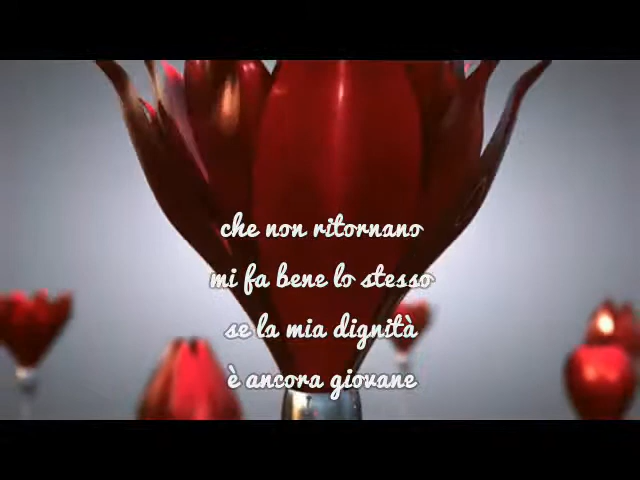 che non ritornano
mi fa bene lo stesso
se la mia dignità
è ancora giovane